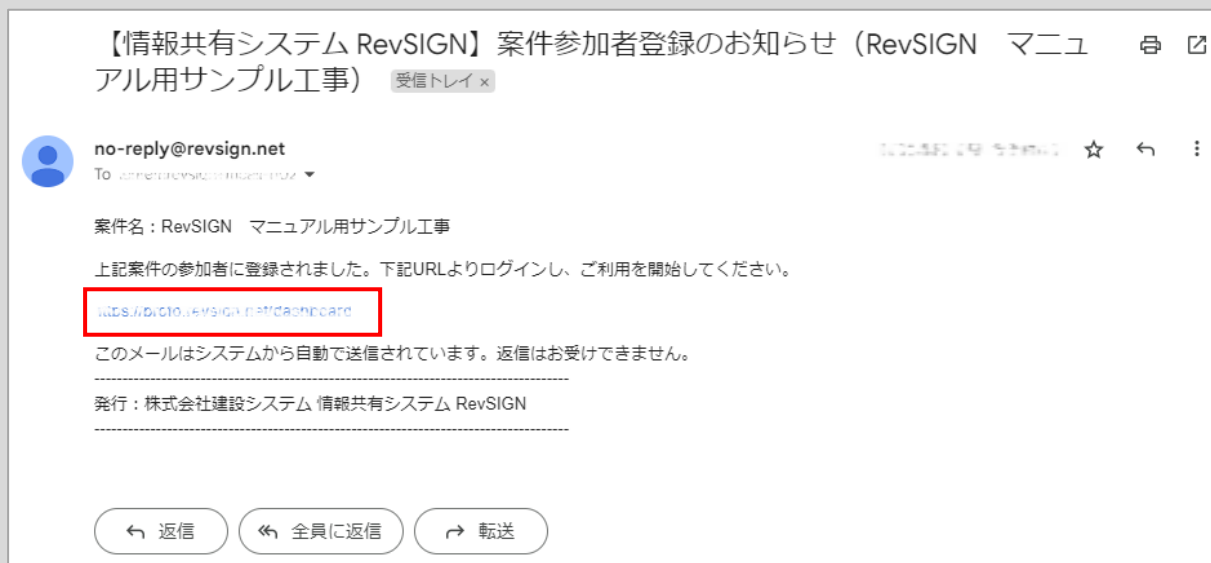 【情報共有システム RevSIGN】案件参加者登録のお知らせ（RevSIGN　マニュ
アル用サンプル工事） 受信トレイ ×
no-reply@revsign.net
To
案件名：RevSIGN　マニュアル用サンプル工事
上記案件の参加者に登録されました。下記URLよりログインし、ご利用を開始してください。
このメールはシステムから自動で送信されています。返信はお受けできません。
-----------------------------------------------------------------------------------
発行：株式会社建設システム 情報共有システム RevSIGN
-----------------------------------------------------------------------------------
返信 全員に返信 転送